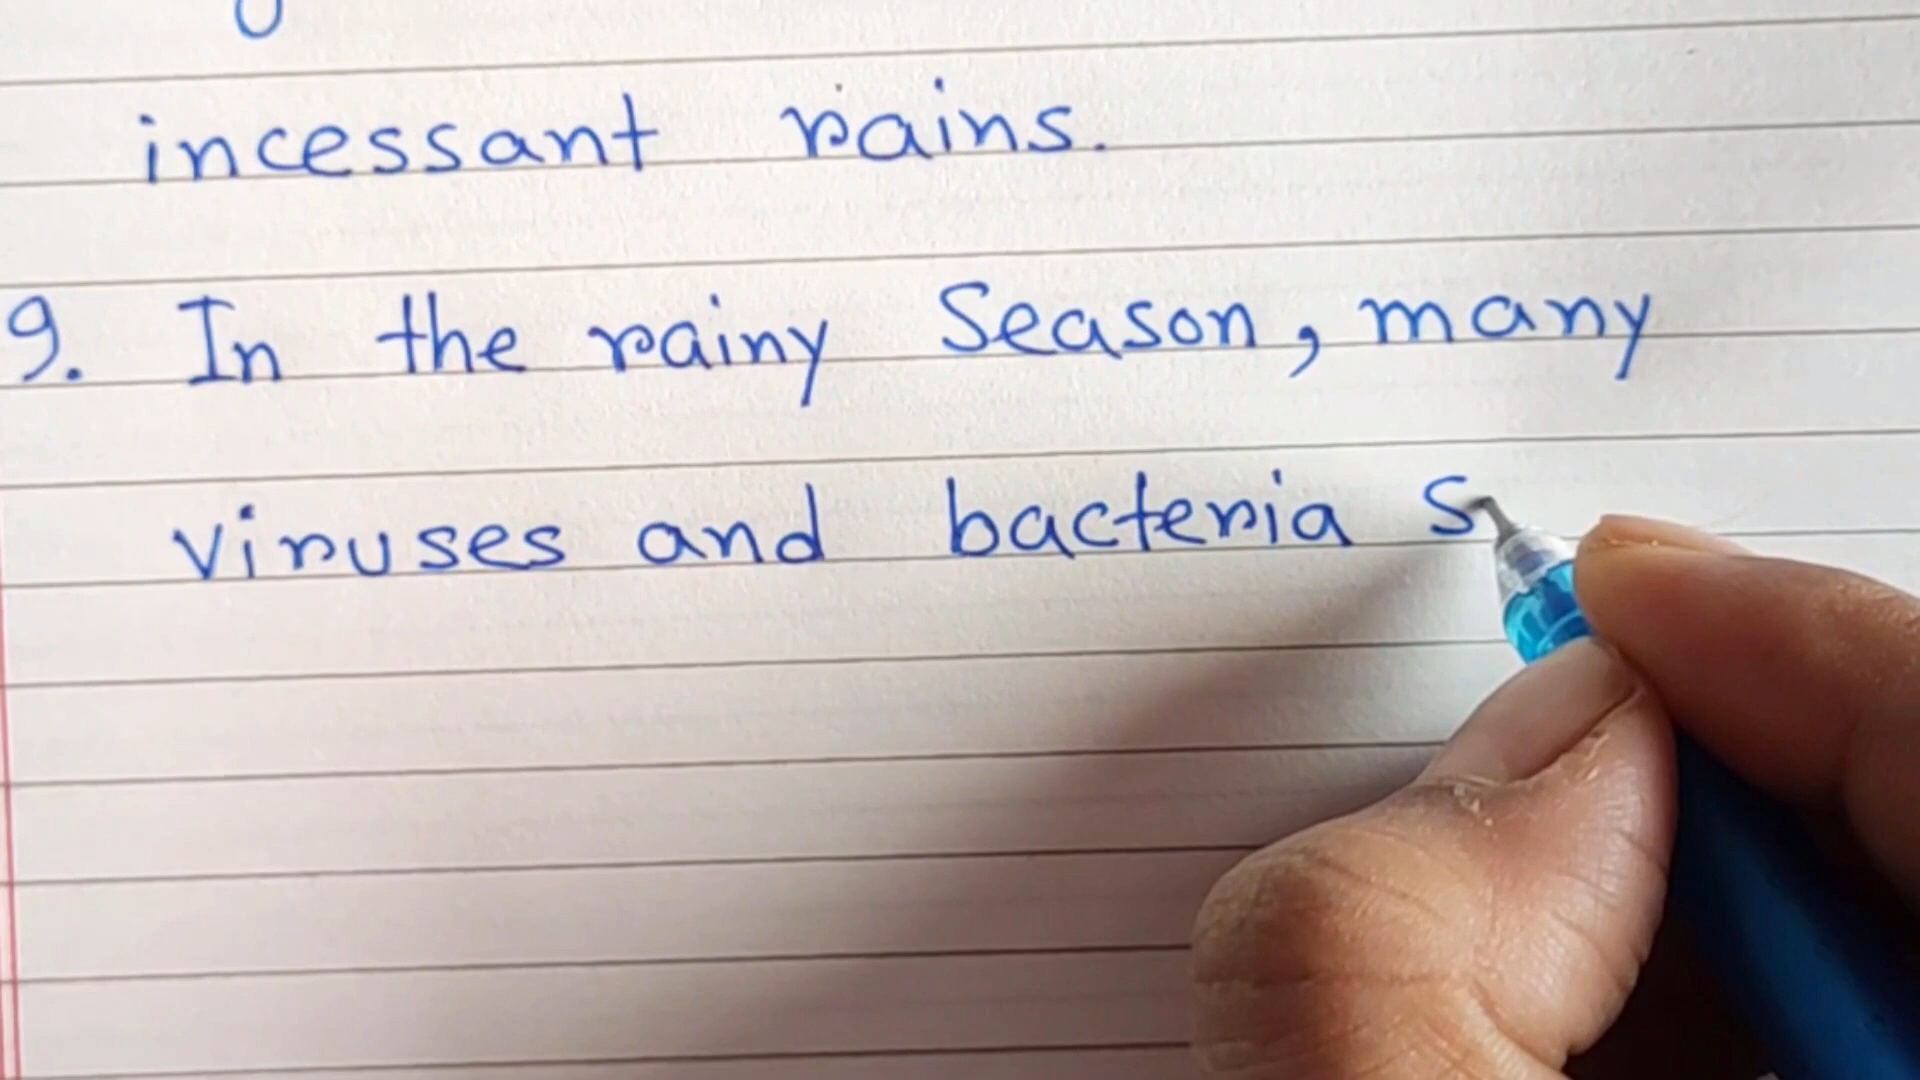 incessant rains.
9. In the rainy Season, many
viruses and bacteria s